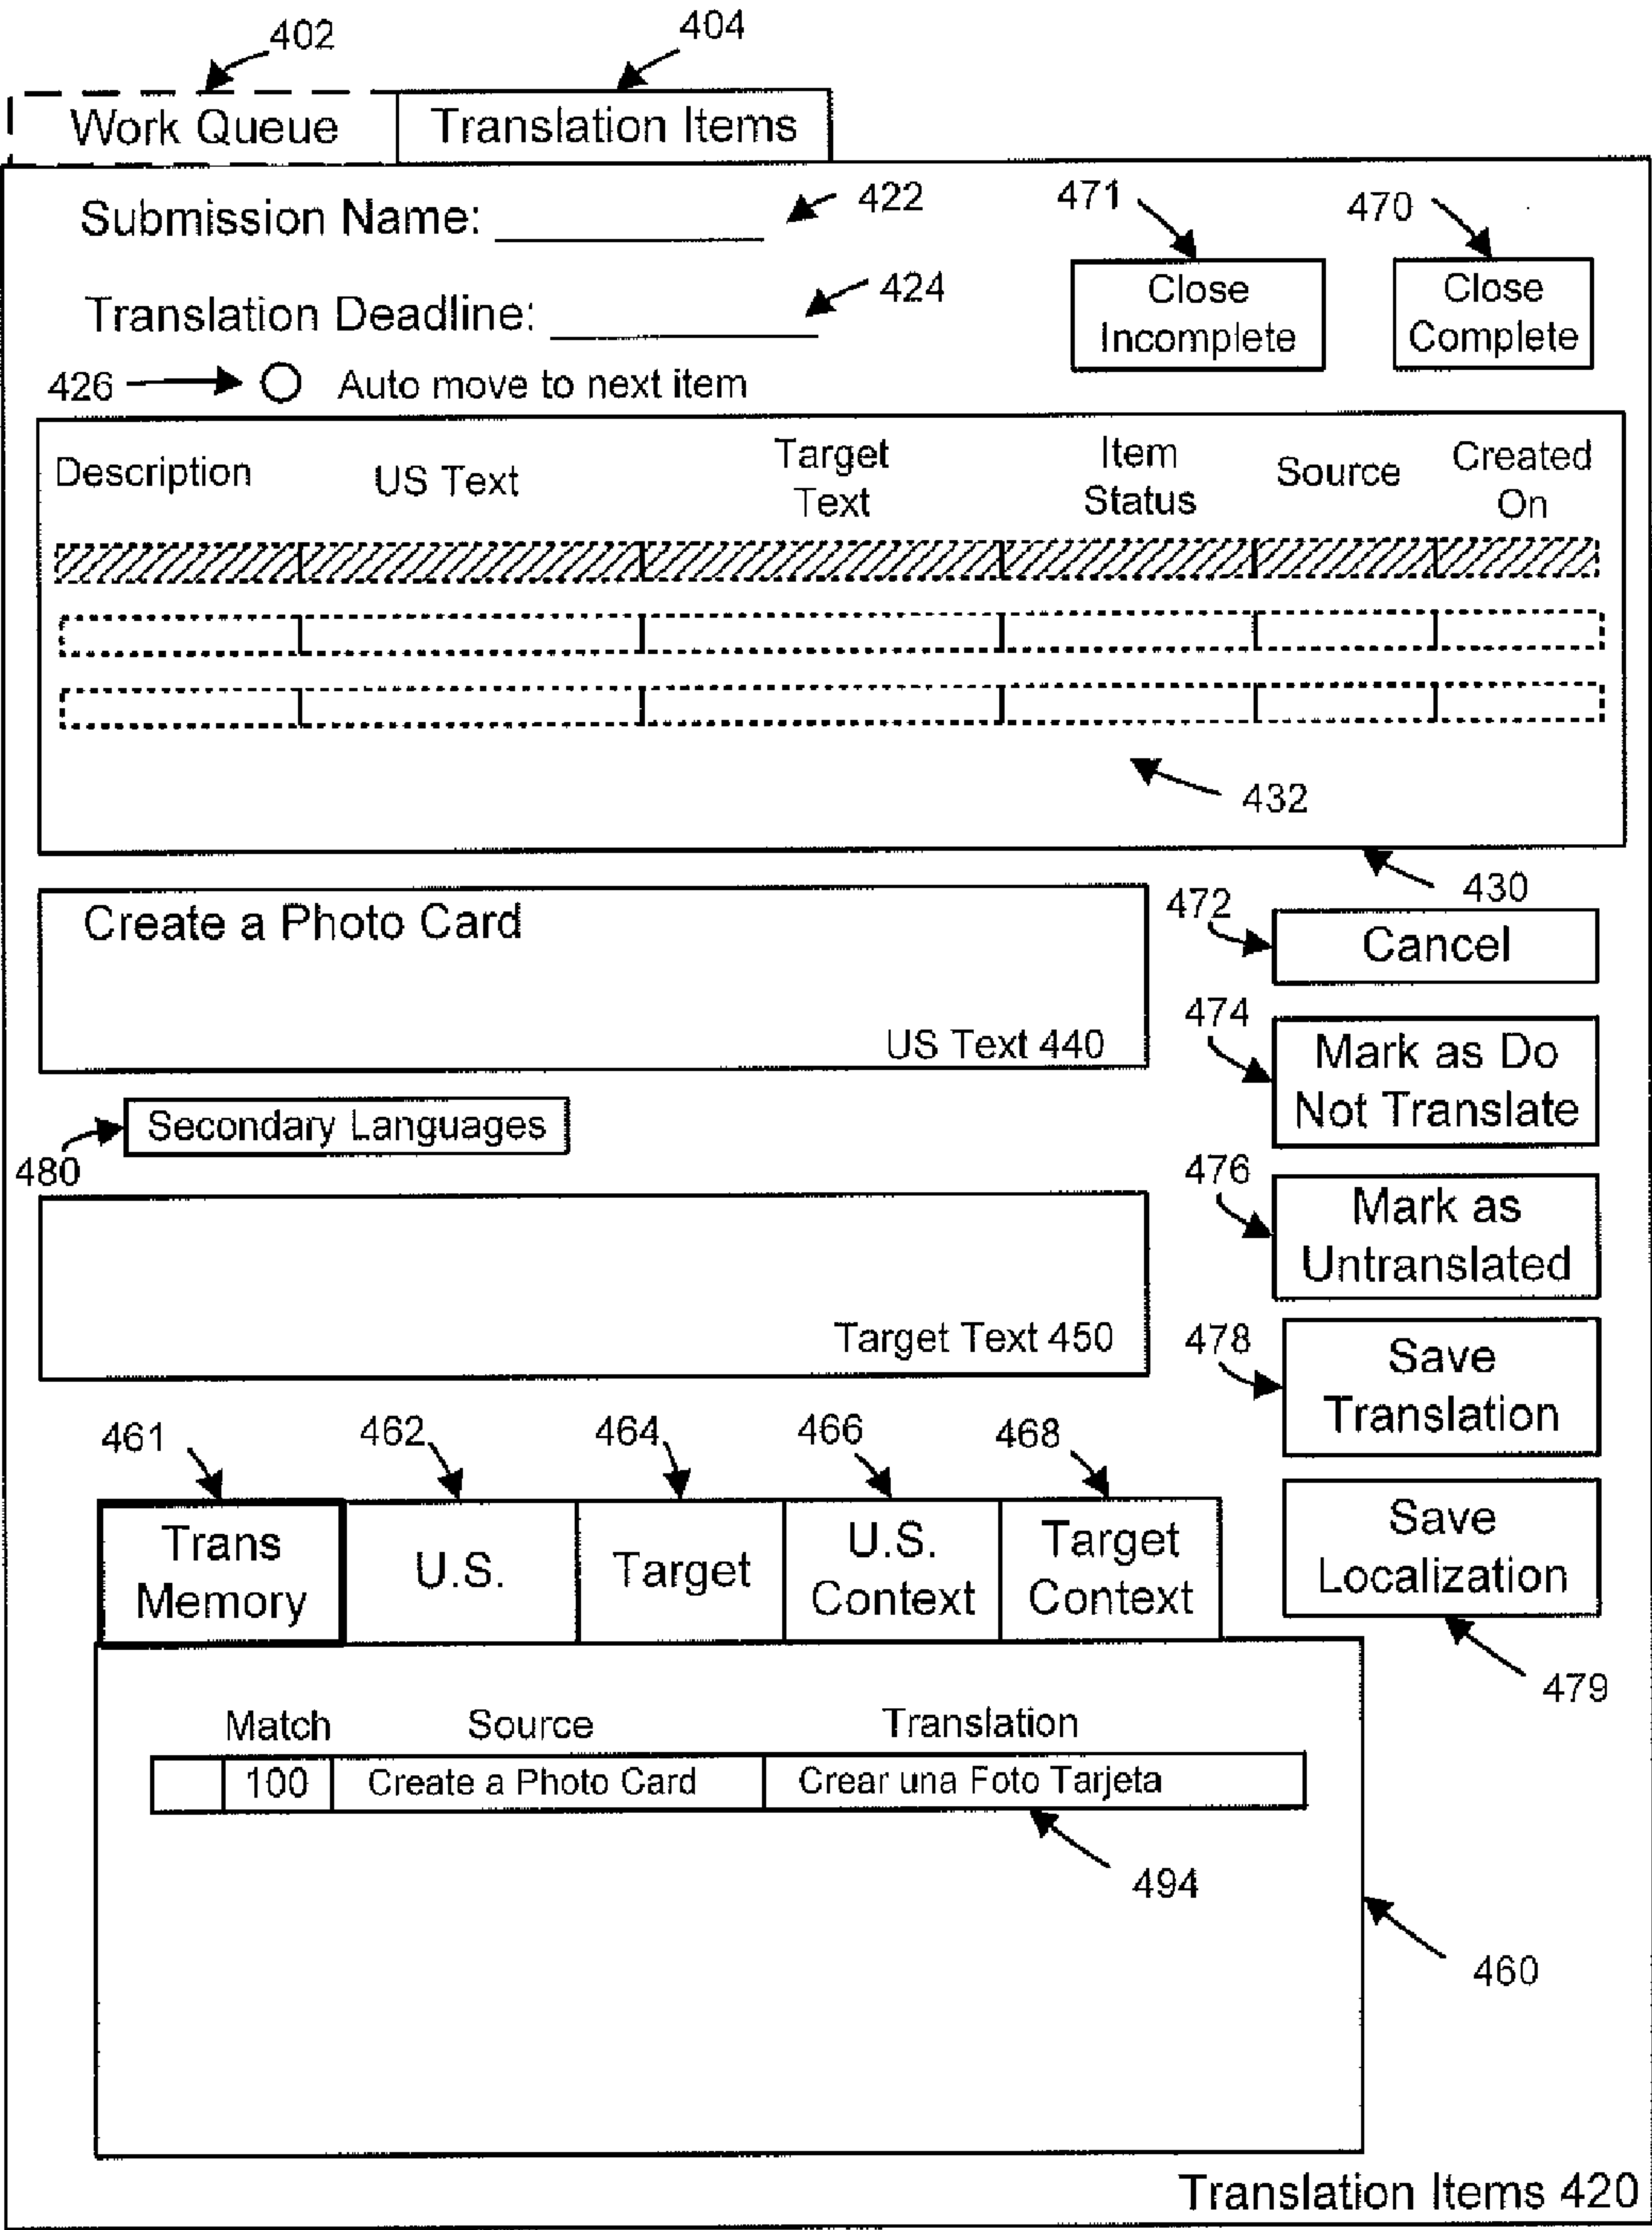 402
404
Work Queue
Translation Items
Submission Name:
422
471
470
Translation Deadline:
424
Close
Incomplete
Close
Complete
426
Auto move to next item
Description
US Text
Target
Text
Item
Status
Source
Created
On
432
430
Create a Photo Card
US Text 440
472
Cancel
474
Mark as Do
Not Translate
480
Secondary Languages
476
Mark as
Untranslated
Target Text 450
478
Save
Translation
461
462
464
466
468
Trans
Memory
U.S.
Target
U.S.
Context
Target
Context
Save
Localization
479
Match
Source
Translation
100
Create a Photo Card
Crear una Foto Tarjeta
494
460
Translation Items 420